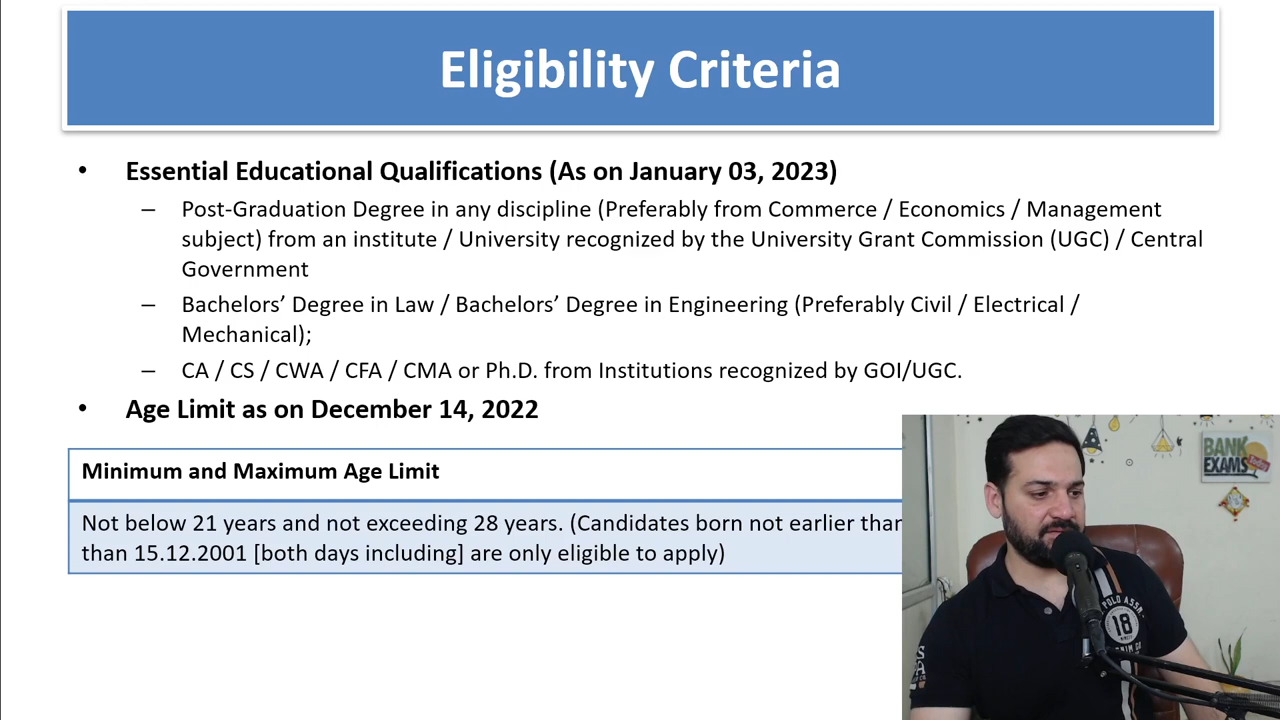 Eligibility Criteria
• Essential Educational Qualifications (As on January 03, 2023)
– Post-Graduation Degree in any discipline (Preferably from Commerce / Economics / Management
subject) from an institute / University recognized by the University Grant Commission (UGC) / Central
Government
– Bachelors’ Degree in Law / Bachelors’ Degree in Engineering (Preferably Civil / Electrical /
Mechanical);
– CA / CS / CWA / CFA / CMA or Ph.D. from Institutions recognized by GOI/UGC.
• Age Limit as on December 14, 2022
Minimum and Maximum Age Limit
Not below 21 years and not exceeding 28 years. (Candidates born not earlier than
than 15.12.2001 [both days including] are only eligible to apply)
BANK
EXAMS
Today
POLO ASSN.
18